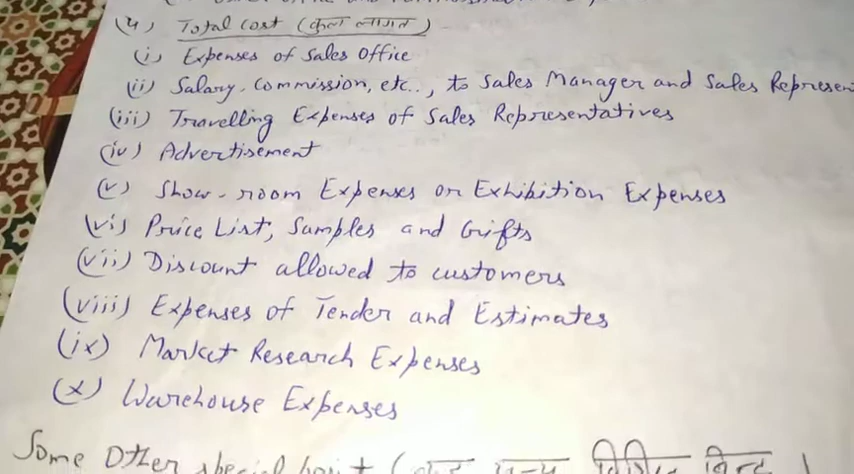 (4) Total Cost (कुल लागत)
(i) Expenses of Sales Office
(ii) Salary, Commission, etc., to Sales Manager and Sales Represen
(iii) Travelling Expenses of Sales Representatives
(iv) Advertisement
(v) Show-room Expenses or Exhibition Expenses
(vi) Price List, Samples and Gifts
(vii) Discount allowed to customers
(viii) Expenses of Tender and Estimates
(ix) Market Research Expenses
(x) Warehouse Expenses
Some Other special